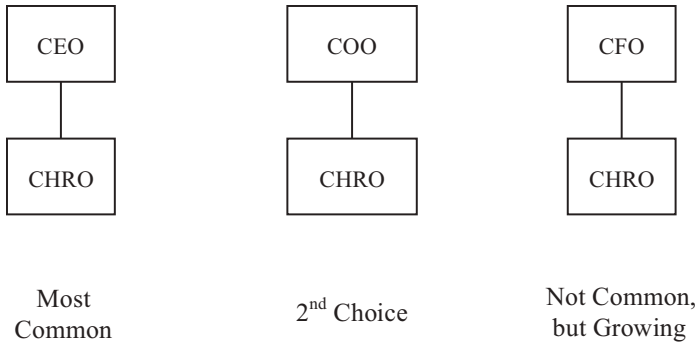 CEO
COO
CFO
CHRO
CHRO
CHRO
Most
Common
2nd Choice
Not Common,
but Growing